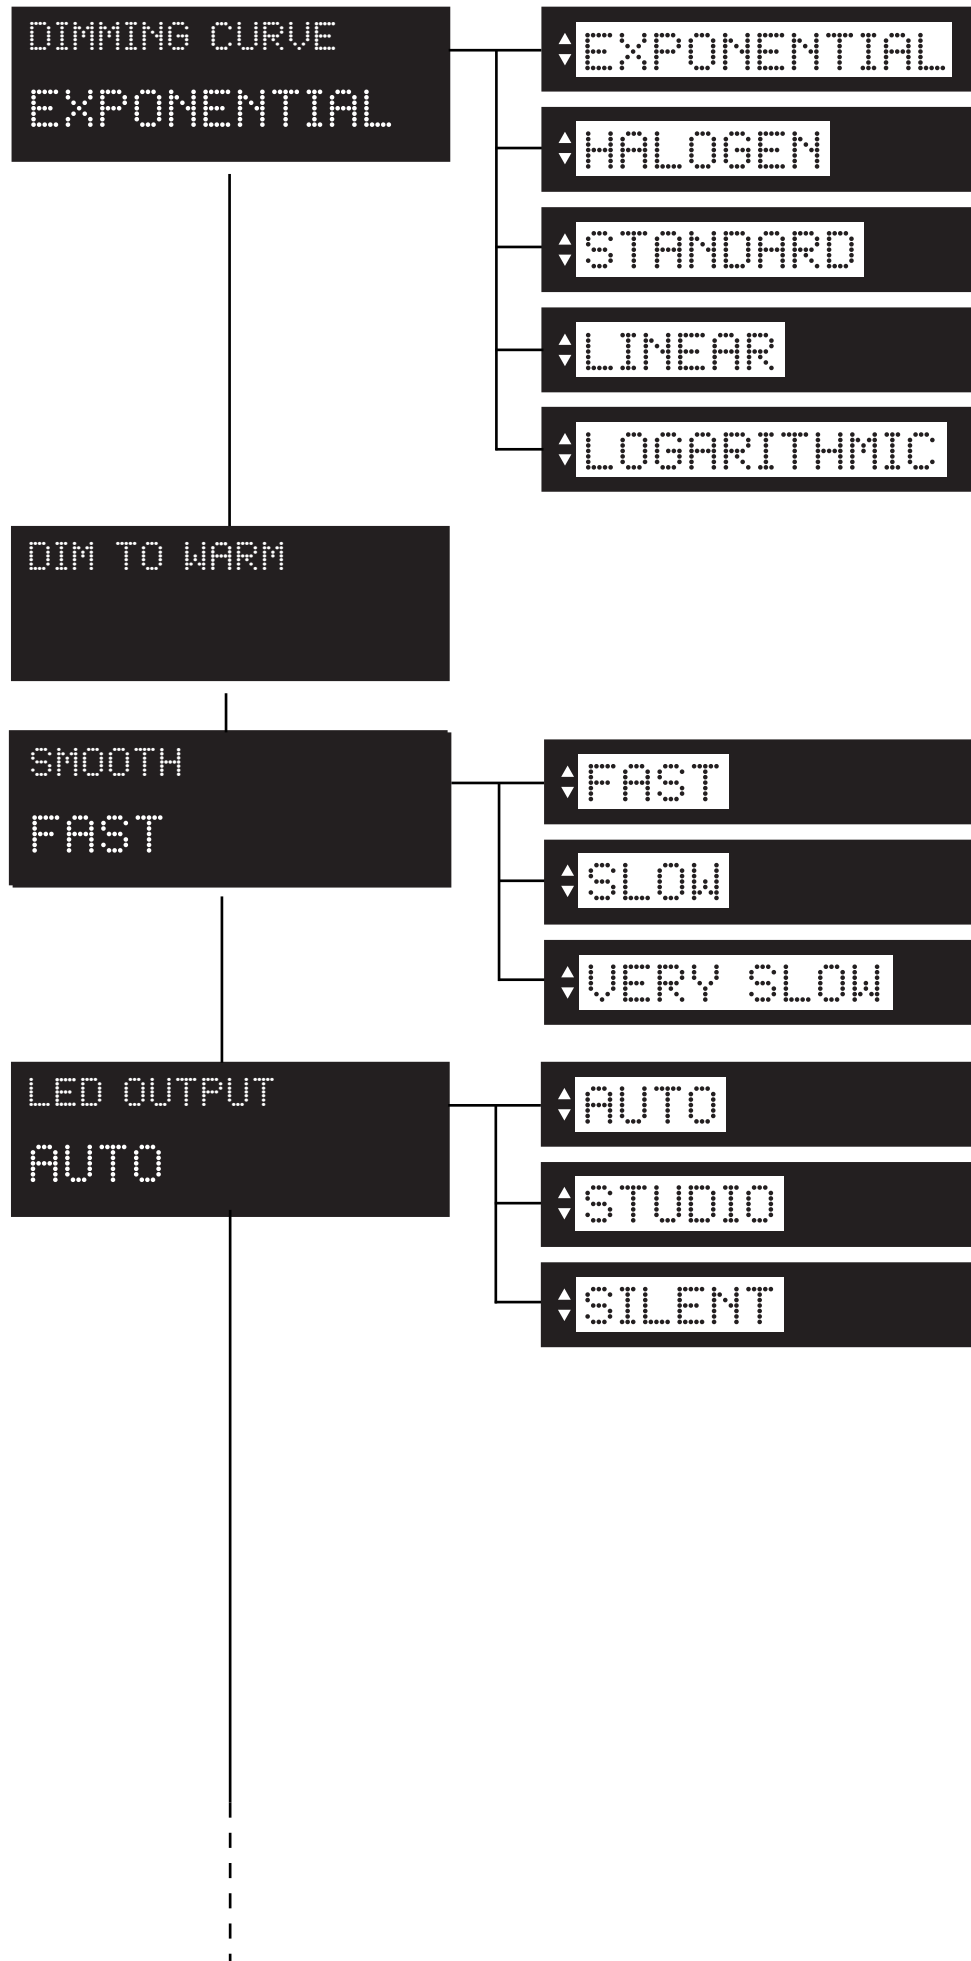 DIMMING CURVE
EXPONENTIAL
EXPONENTIAL
HALOGEN
STANDARD
LINEAR
LOGARITHMIC
DIM TO WARM
SMOOTH
FAST
FAST
SLOW
VERY SLOW
LED OUTPUT
AUTO
AUTO
STUDIO
SILENT